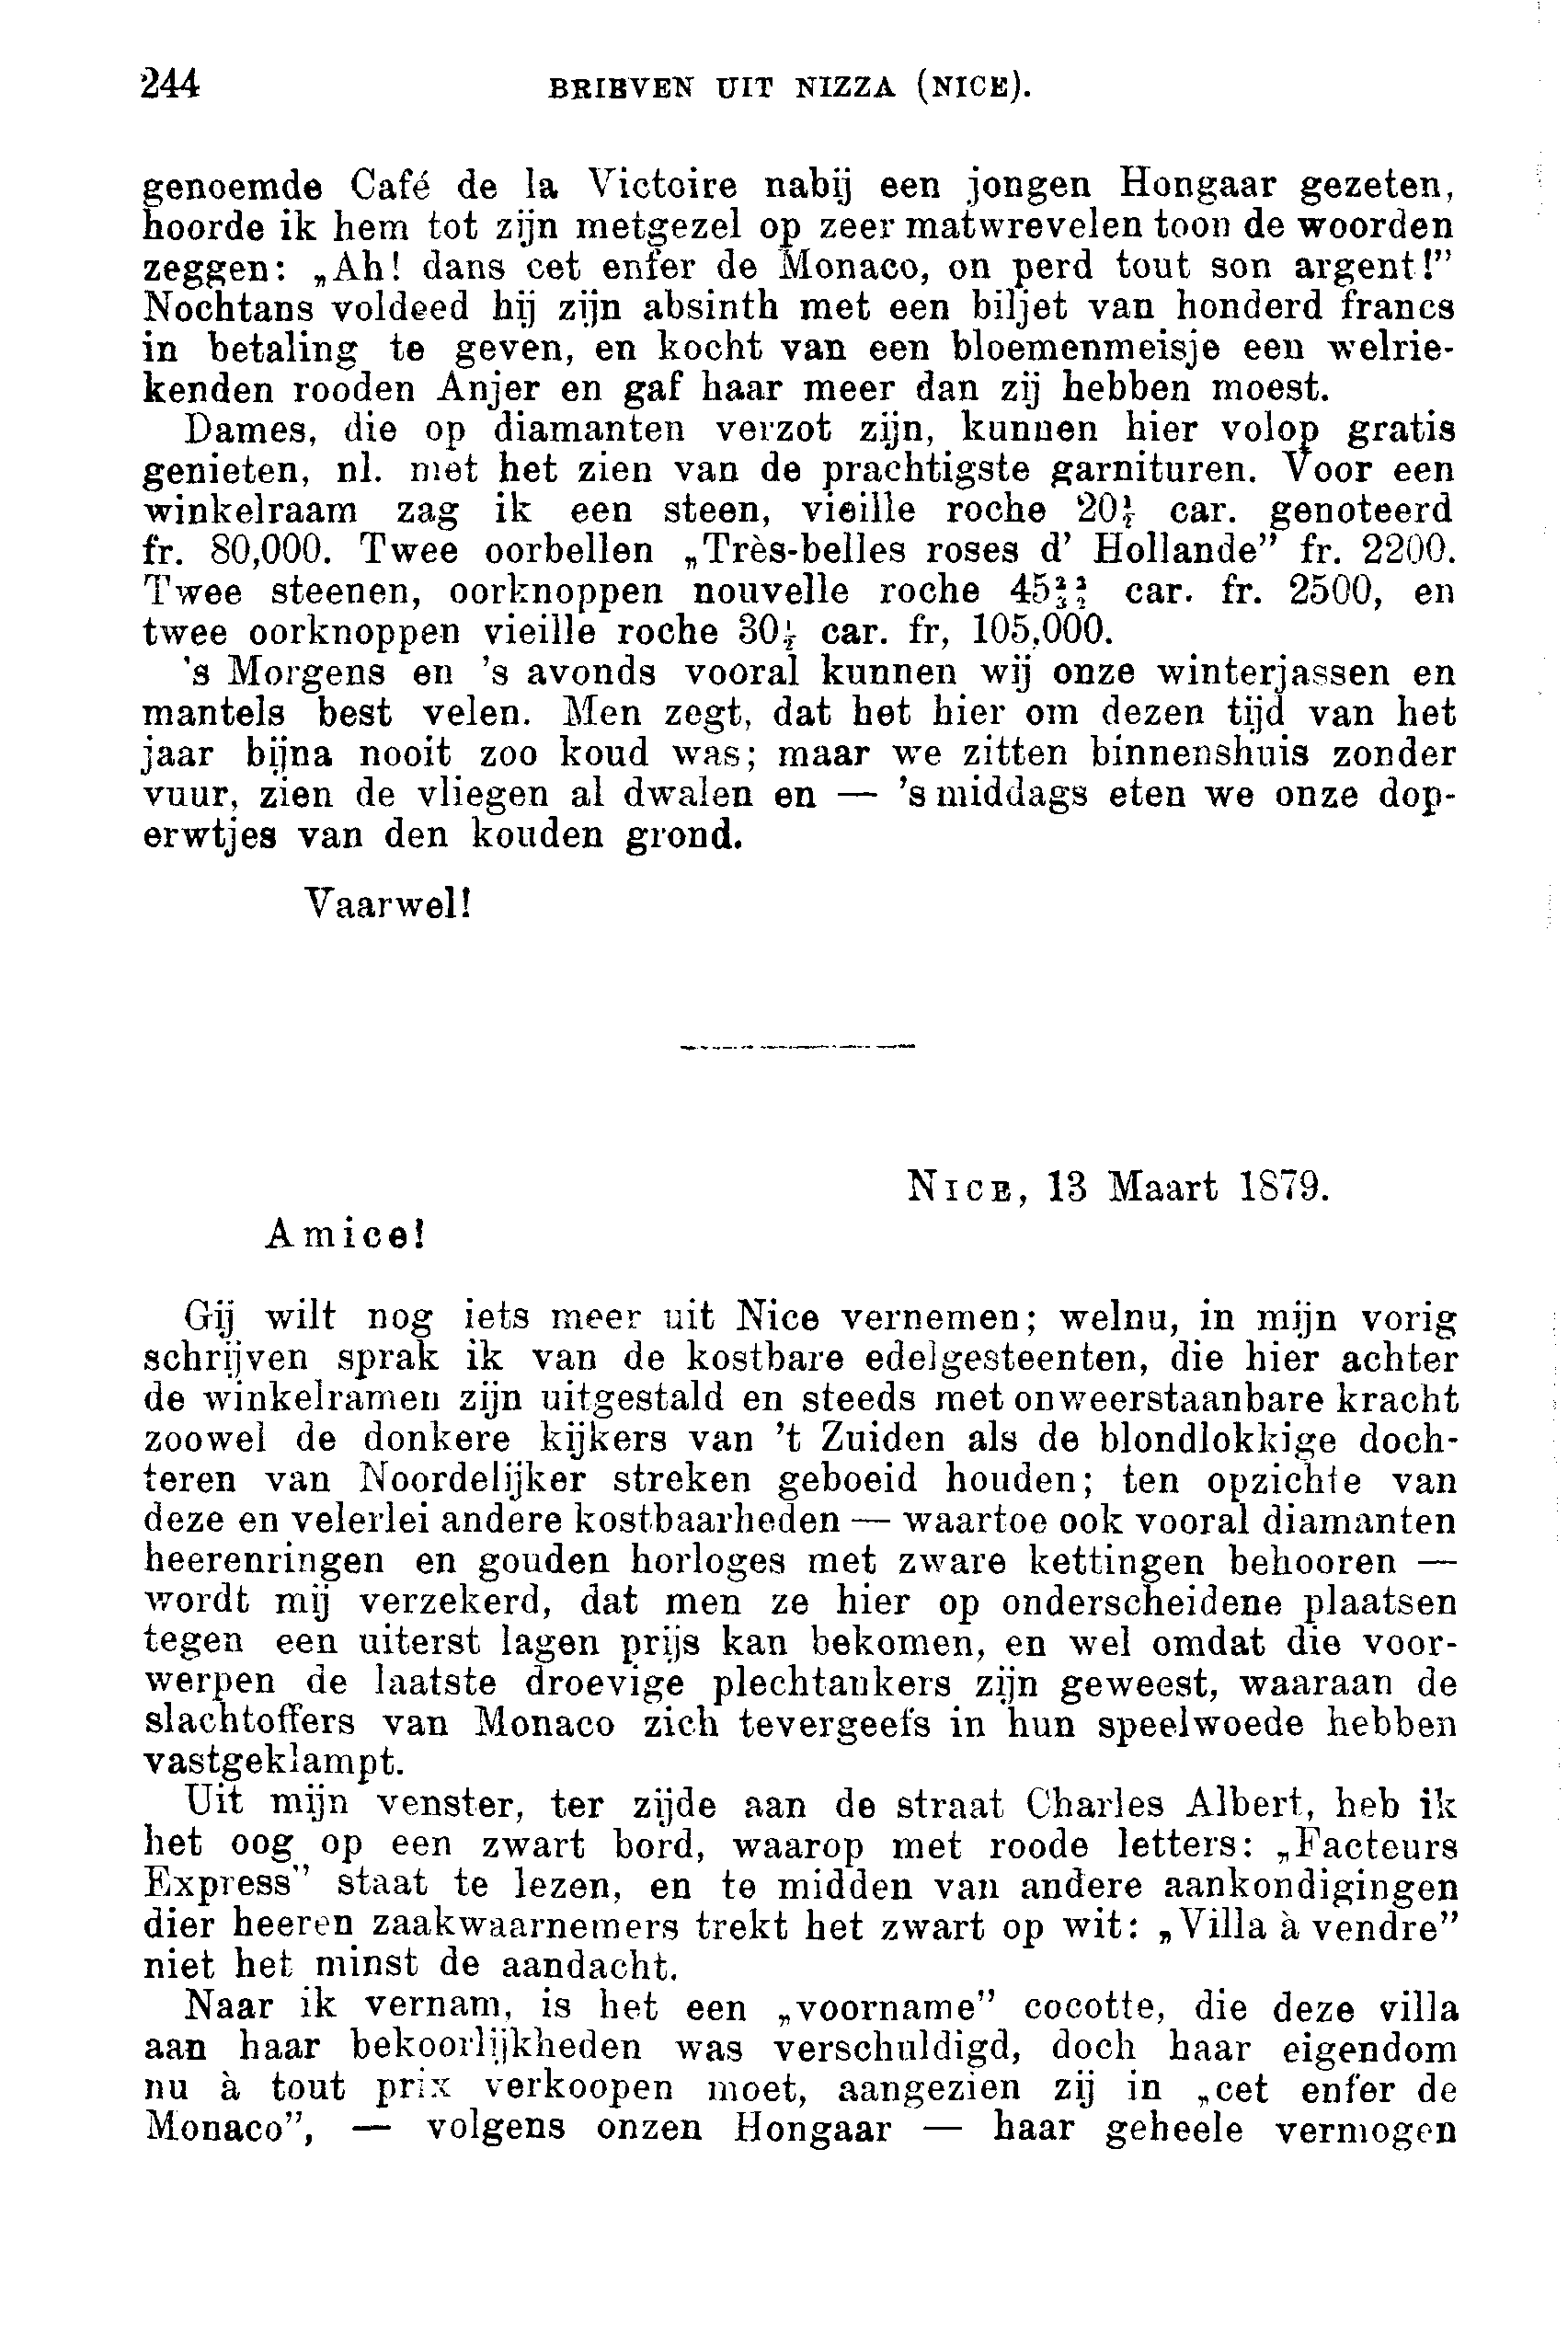 244 BRIEVEN UIT NIZZA (NICE).
genoemde Café de la Victoire nabij een jongen Hongaar gezeten,
hoorde ik hem tot zijn metgezel op zeer matwrevelen toon de woorden
zeggen: „Ah! dans cet enfer de Monaco, on perd tout son argent!”
Nochtans voldeed hij zijn absinth met een biljet van honderd francs
in betaling te geven, en kocht van een bloemenmeisje een welrie-
kenden rooden Anjer en gaf haar meer dan zij hebben moest.
Dames, die op diamanten verzot zijn, kunnen hier volop gratis
genieten, nl. met het zien van de prachtigste garnituren. Voor een
winkelraam zag ik een steen, vieille roche car. genoteerd
fr. 80,000. Twee oorbellen „Très-belles roses d' Hollande” fr. 2200.
Twee steenen, oorknoppen nouvelle roche car. fr. 2500, en
twee oorknoppen vieille roche car. fr, 105,000.
's Morgens en 's avonds vooral kunnen wij onze winterjassen en
mantels best velen. Men zegt, dat het hier om dezen tijd van het
jaar bijna nooit zoo koud was; maar we zitten binnenshuis zonder
vuur, zien de vliegen al dwalen en — 's middags eten we onze dop-
erwtjes van den kouden grond.
Vaarwel!
NICE, 13 Maart 1879.
Amice!
Gij wilt nog iets meer uit Nice vernemen; welnu, in mijn vorig
schrijven sprak ik van de kostbare edelgesteenten, die hier achter
de winkelramen zijn uitgestald en steeds met onweerstaanbare kracht
zoowel de donkere kijkers van 't Zuiden als de blondlokkige doch-
teren van Noordelijker streken geboeid houden; ten opzichte van
deze en velerlei andere kostbaarheden — waartoe ook vooral diamanten
heerenringen en gouden horloges met zware kettingen behooren —
wordt mij verzekerd, dat men ze hier op onderscheidene plaatsen
tegen een uiterst lagen prijs kan bekomen, en wel omdat die voor-
werpen de laatste droevige plechtankers zijn geweest, waaraan de
slachtoffers van Monaco zich tevergeefs in hun speelwoede hebben
vastgeklampt.
Uit mijn venster, ter zijde aan de straat Charles Albert, heb ik
het oog op een zwart bord, waarop met roode letters: „Facteurs
Express” staat te lezen, en te midden van andere aankondigingen
dier heeren zaakwaarnemers trekt het zwart op wit: „Villa à vendre”
niet het minst de aandacht.
Naar ik vernam, is het een „voorname” cocotte, die deze villa
aan haar bekoorlijkheden was verschuldigd, doch haar eigendom
nu à tout prix verkoopen moet, aangezien zij in „cet enfer de
Monaco”, — volgens onzen Hongaar — haar geheele vermogen